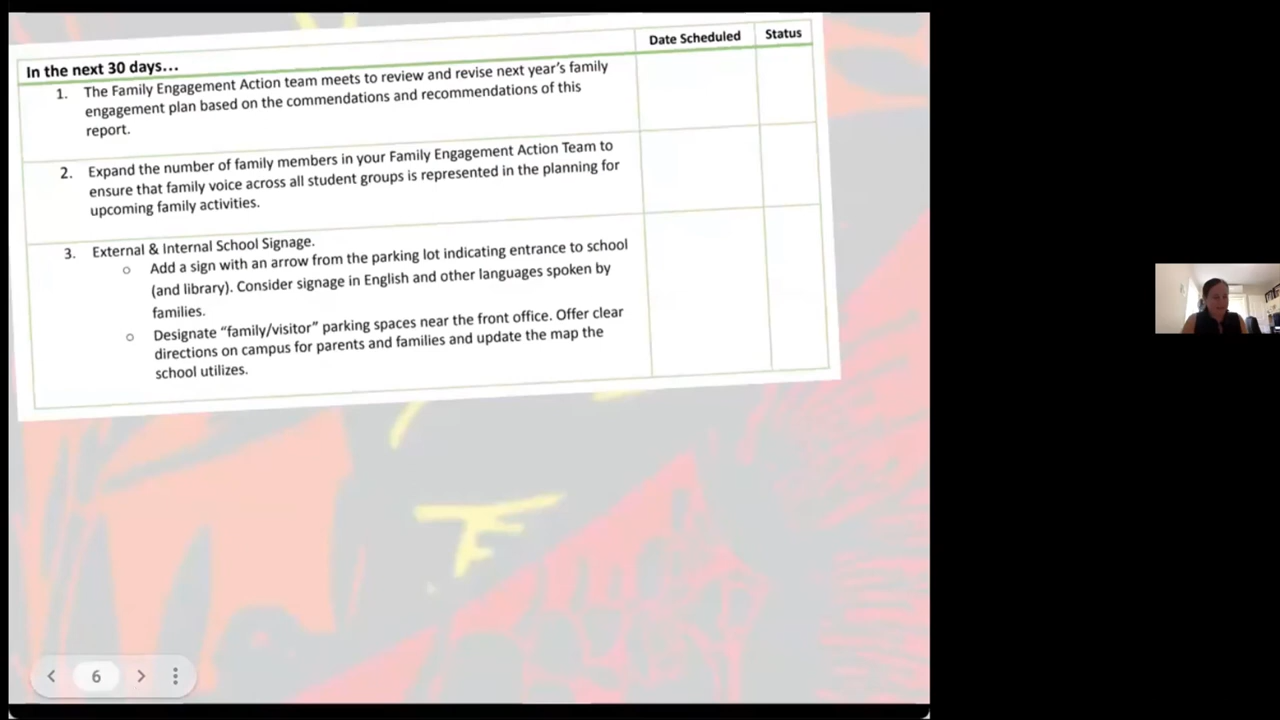 Date Scheduled Status
In the next 30 days...
1. The Family Engagement Action team meets to review and revise next year's family
engagement plan based on the commendations and recommendations of this
report.
2. Expand the number of family members in your Family Engagement Action Team to
ensure that family voice across all student groups is represented in the planning for
upcoming family activities.
3. External & Internal School Signage.
o Add a sign with an arrow from the parking lot indicating entrance to school
(and library). Consider signage in English and other languages spoken by
families.
o Designate "family/visitor" parking spaces near the front office. Offer clear
directions on campus for parents and families and update the map the
school utilizes.
6